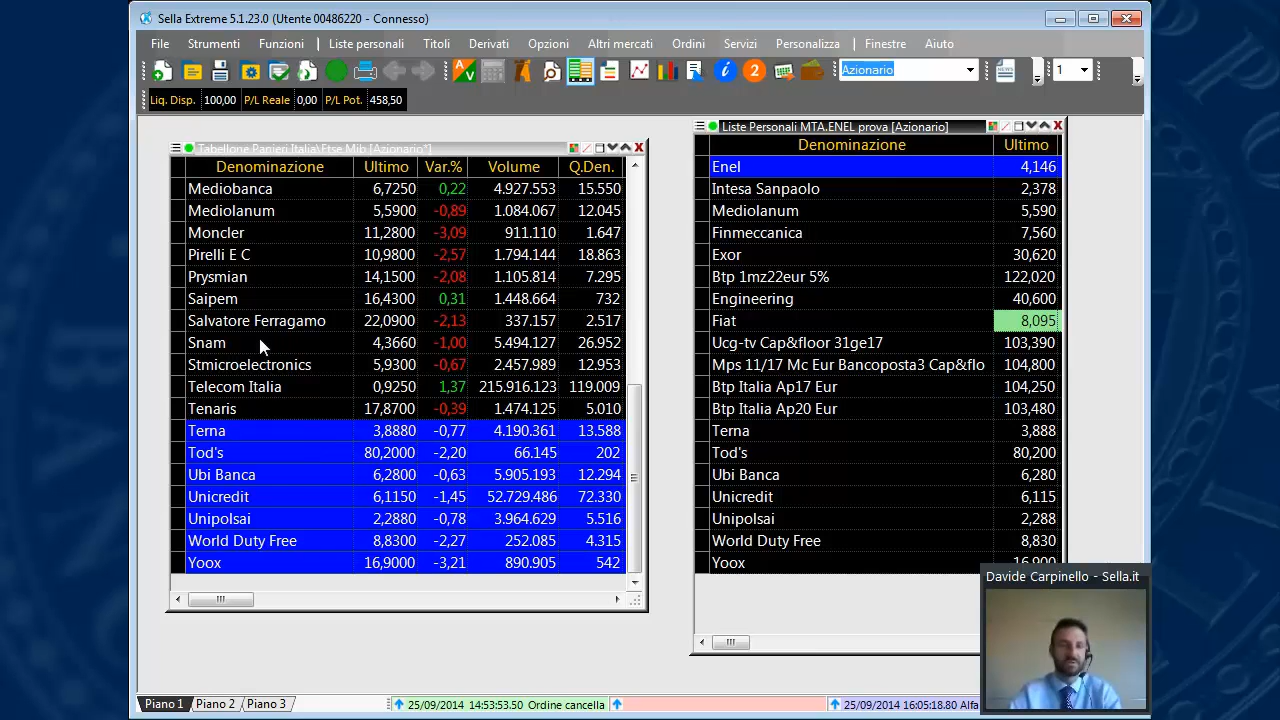 Sella Extreme 5.1.23.0 (Utente 00486220 - Connesso)
File Strumenti Funzioni Liste personali Titoli Derivati Opzioni Altri mercati Ordini Servizi Personalizza Finestre Aiuto
Azionario 1
Liq. Disp. 100,00 P/L Reale 0,00 P/L Pot. 458,50
Tabellone Panieri Italia\Ftse Mib [Azionario*]
Denominazione Ultimo Var.% Volume Q.Den.
Mediobanca 6,7250 0,22 4.927.553 15.550
Mediolanum 5,5900 -0,89 1.084.067 12.045
Moncler 11,2800 -3,09 911.110 1.647
Pirelli E C 10,9800 -2,57 1.794.144 18.863
Prysmian 14,1500 -2,08 1.105.814 7.295
Saipem 16,4300 0,31 1.448.664 732
Salvatore Ferragamo 22,0900 -2,13 337.157 2.517
Snam 4,3660 -1,00 5.494.127 26.952
Stmicroelectronics 5,9300 -0,67 2.457.989 12.953
Telecom Italia 0,9250 1,37 215.916.123 119.009
Tenaris 17,8700 -0,39 1.474.125 5.010
Terna 3,8880 -0,77 4.190.361 13.588
Tod's 80,2000 -2,20 66.145 202
Ubi Banca 6,2800 -0,63 5.905.193 12.294
Unicredit 6,1150 -1,45 52.729.486 72.330
Unipolsai 2,2880 -0,78 3.964.629 5.516
World Duty Free 8,8300 -2,27 252.085 4.315
Yoox 16,9000 -3,21 890.905 542
Liste Personali MTA.ENEL prova [Azionario]
Denominazione Ultimo
Enel 4,146
Intesa Sanpaolo 2,378
Mediolanum 5,590
Finmeccanica 7,560
Exor 30,620
Btp 1mz22eur 5% 122,020
Engineering 40,600
Fiat 8,095
Ucg-tv Cap&floor 31ge17 103,390
Mps 11/17 Mc Eur Bancoposta3 Cap&flo 104,800
Btp Italia Ap17 Eur 104,250
Btp Italia Ap20 Eur 103,480
Terna 3,888
Tod's 80,200
Ubi Banca 6,280
Unicredit 6,115
Unipolsai 2,288
World Duty Free 8,830
Yoox 16,900
Davide Carpinello - Sella.it
Piano 1 Piano 2 Piano 3
25/09/2014 14:53:53.50 Ordine cancella
25/09/2014 16:05:18.80 Alfa